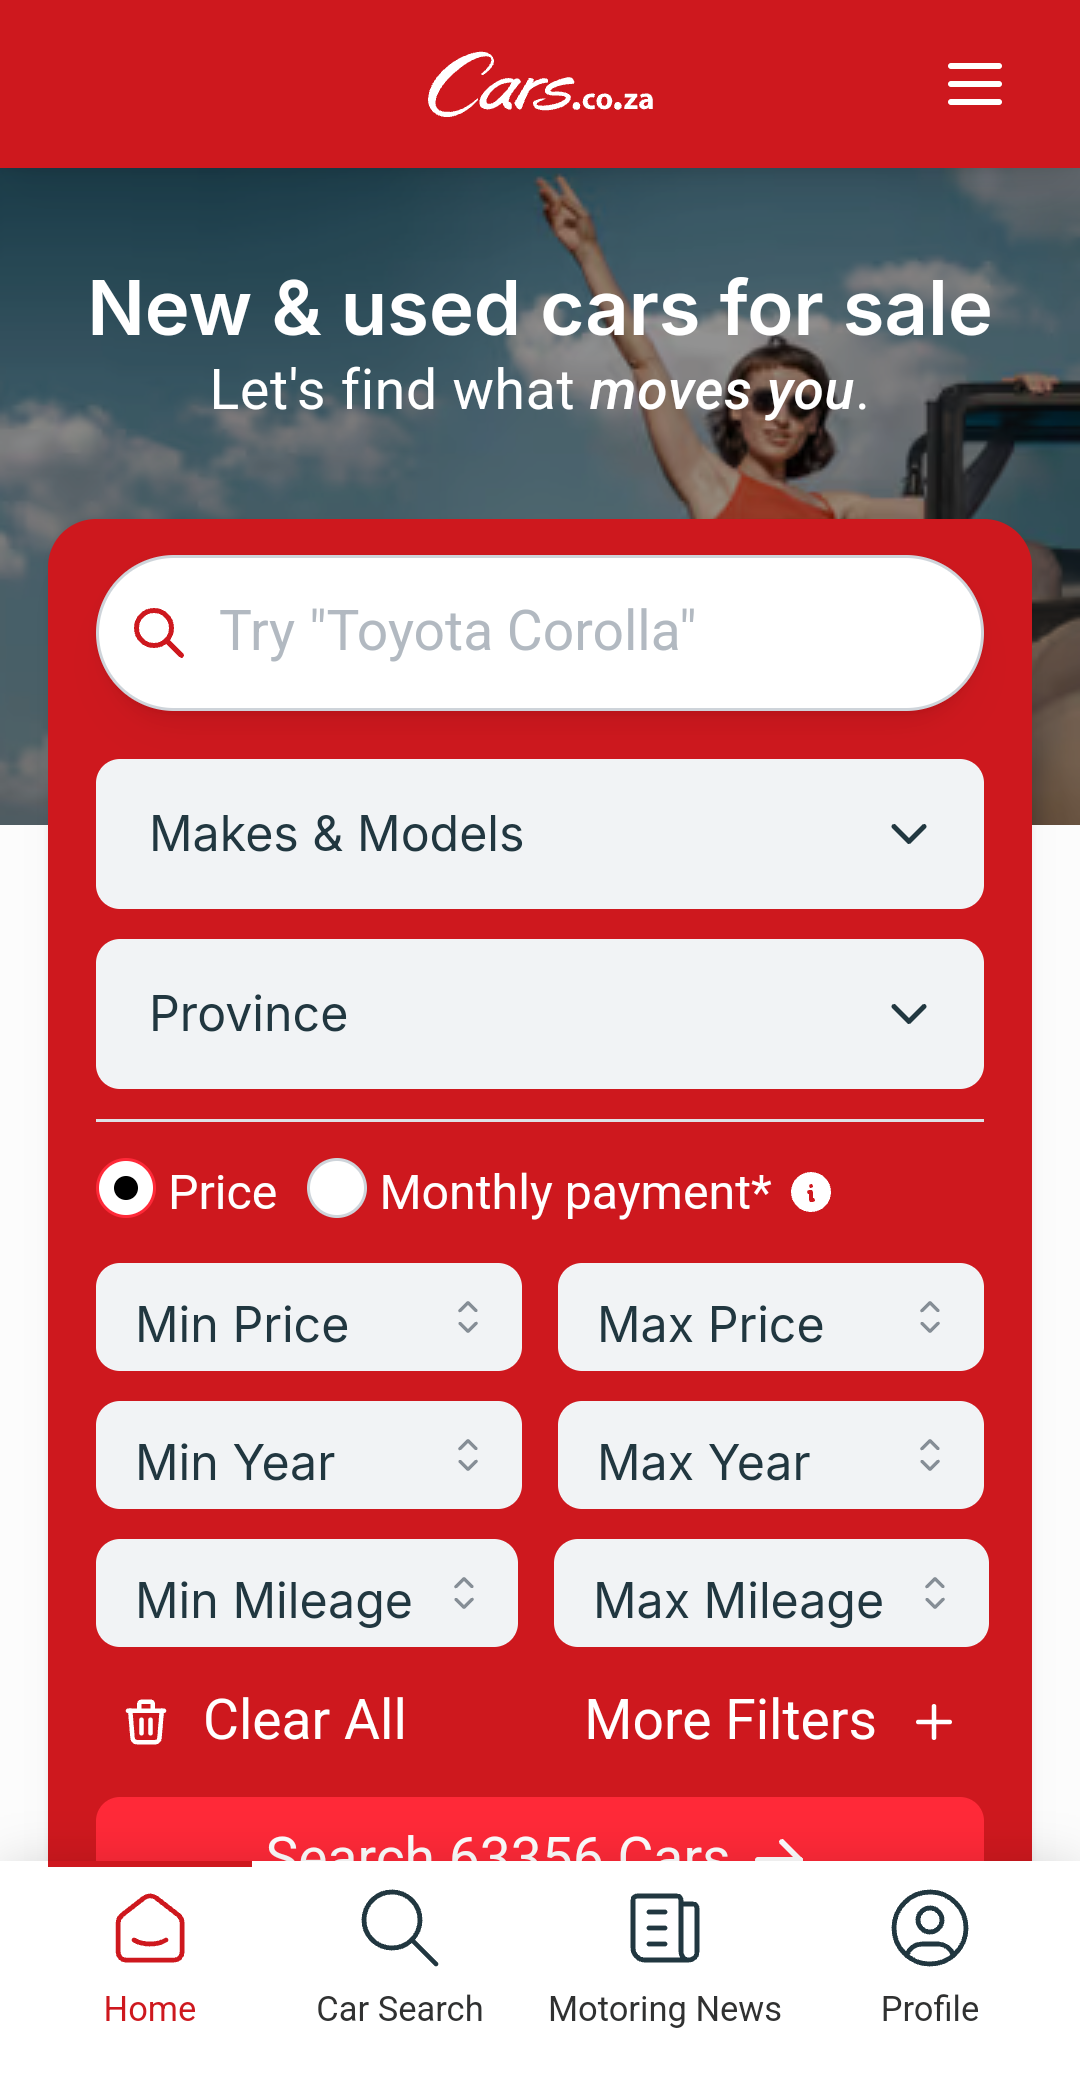 Cars.co.za
New & used cars for sale
Let's find what moves you.
Try "Toyota Corolla"
Makes & Models
Province
Price Monthly payment*
Min Price Max Price
Min Year Max Year
Min Mileage Max Mileage
Clear All More Filters
Search 63356 Cars
Home Car Search Motoring News Profile